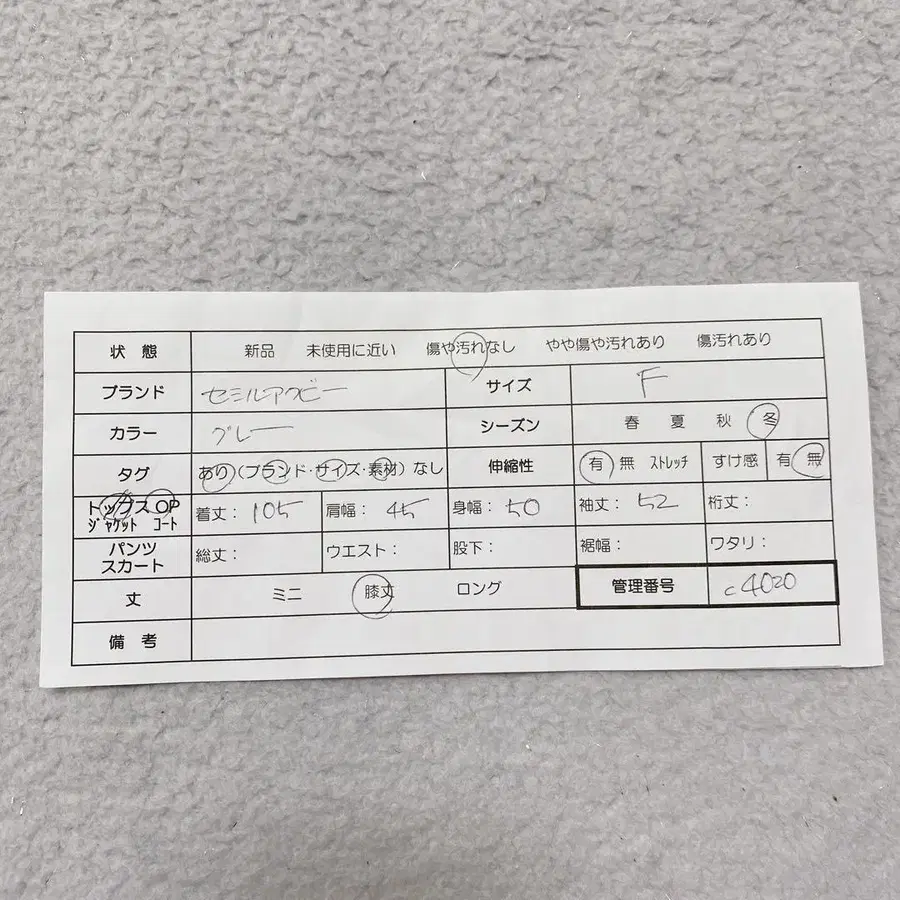 状 態 新品 未使用に近い 傷や汚れなし やや傷や汚れあり 傷汚れあり
ブランド セミルアクビー サイズ F
カラー グレー シーズン 春 夏 秋 冬
タグ あり(ブランド・サイズ・素材)なし 伸縮性 有 無 ストレッチ すけ感 有 無
トップス OP 着丈: 105 肩幅: 45 身幅: 50 袖丈: 52 裄丈:
ジャケット コート
パンツ 総丈: ウエスト: 股下: 裾幅: ワタリ:
スカート
丈 ミニ 膝丈 ロング 管理番号 c4020
備 考